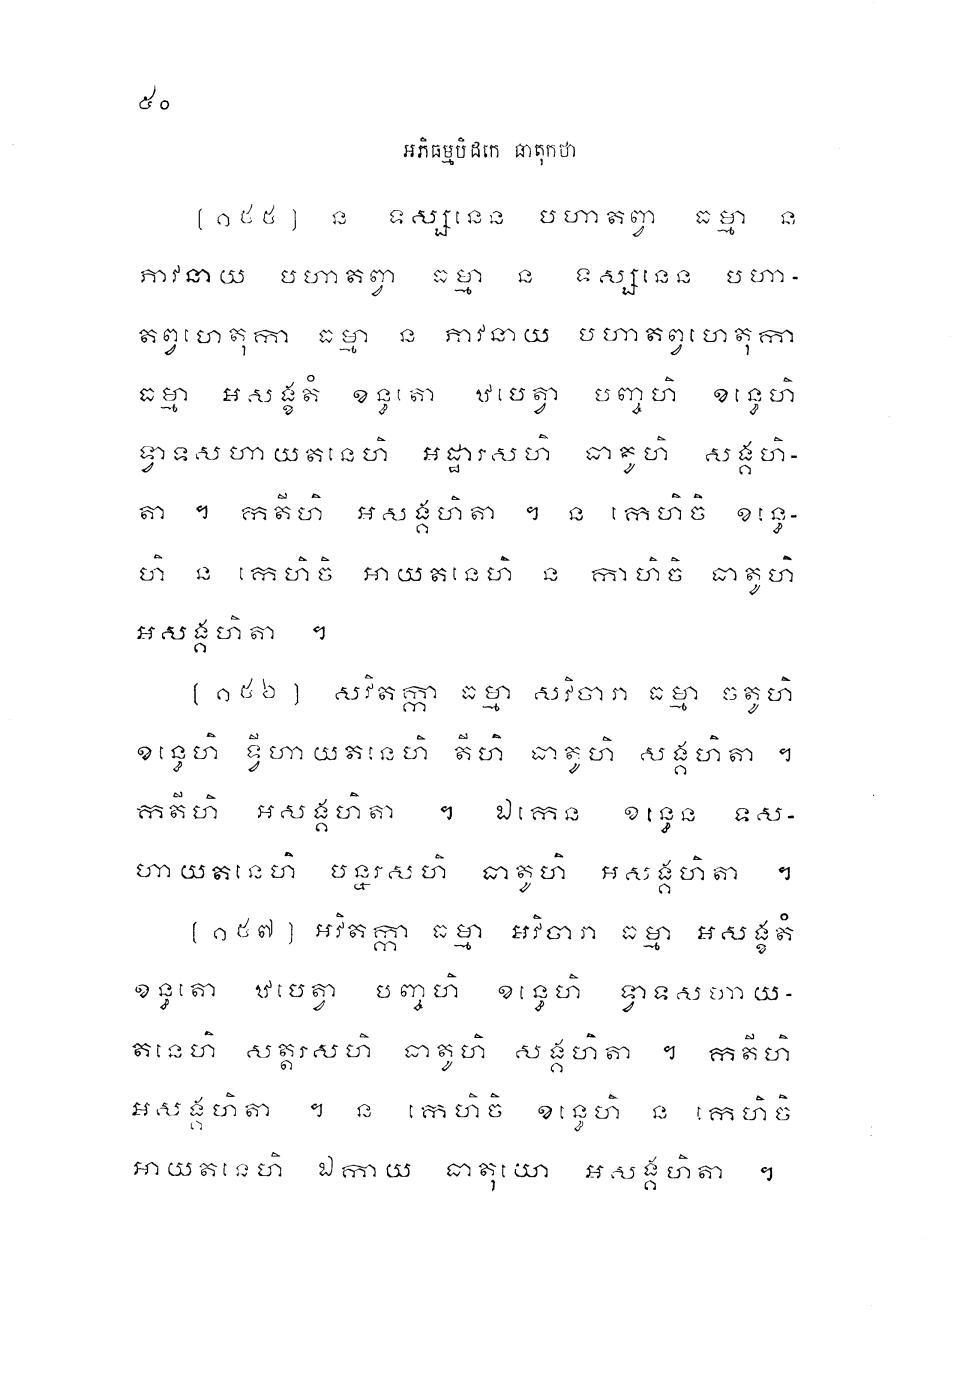 ៥០
អភិធម្មបិដកេ ធាតុកថា
[១៥៥] ន ទស្សនេន បហាតព្វា ធម្មា ន
ភាវនាយ បហាតព្វា ធម្មា ន ទស្សនេន បហា-
តព្វហេតុកា ធម្មា ន ភាវនាយ បហាតព្វហេតុកា
ធម្មា អសង្ខតំ ខន្ធតោ ឋបេត្វា បញ្ចហិ ខន្ធេហិ
ទ្វាទសហាយតនេហិ អដ្ឋារសហិ ធាតូហិ សង្គហិ-
តា ។ កតីហិ អសង្គហិតា ។ ន កេហិចិ ខន្ធេ-
ហិ ន កេហិចិ អាយតនេហិ ន កាហិចិ ធាតូហិ
អសង្គហិតា ។
[១៥៦] សវិតក្កា ធម្មា សវិចារា ធម្មា ចតូហិ
ខន្ធេហិ ទ្វីហាយតនេហិ តីហិ ធាតូហិ សង្គហិតា ។
កតីហិ អសង្គហិតា ។ ឯកេន ខន្ធេន ទស-
ហាយតនេហិ បន្នរសហិ ធាតូហិ អសង្គហិតា ។
[១៥៧] អវិតក្កា ធម្មា អវិចារា ធម្មា អសង្ខតំ
ខន្ធតោ ឋបេត្វា បញ្ចហិ ខន្ធេហិ ទ្វាទសហាយ-
តនេហិ សត្តរសហិ ធាតូហិ សង្គហិតា ។ កតីហិ
អសង្គហិតា ។ ន កេហិចិ ខន្ធេហិ ន កេហិចិ
អាយតនេហិ ឯកាយ ធាតុយោ អសង្គហិតា ។